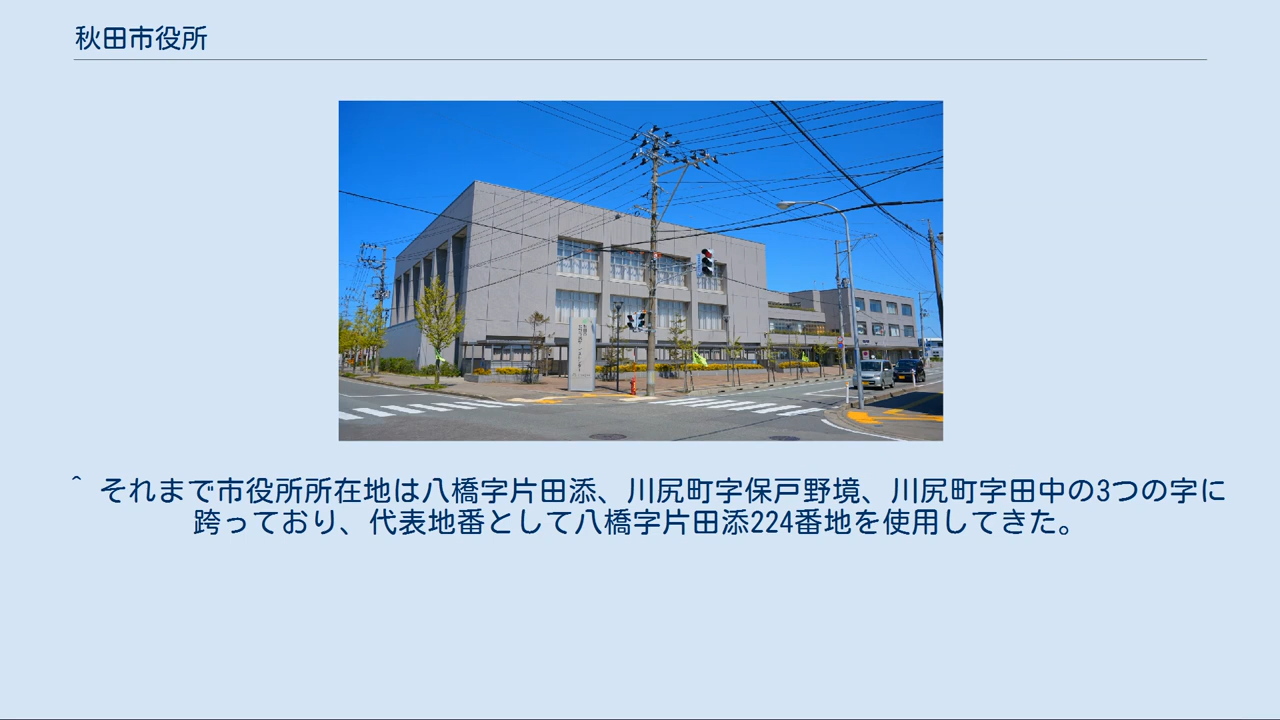 秋田市役所
^ それまで市役所所在地は八橋字片田添、川尻町字保戸野境、川尻町字田中の3つの字に
跨っており、代表地番として八橋字片田添224番地を使用してきた。